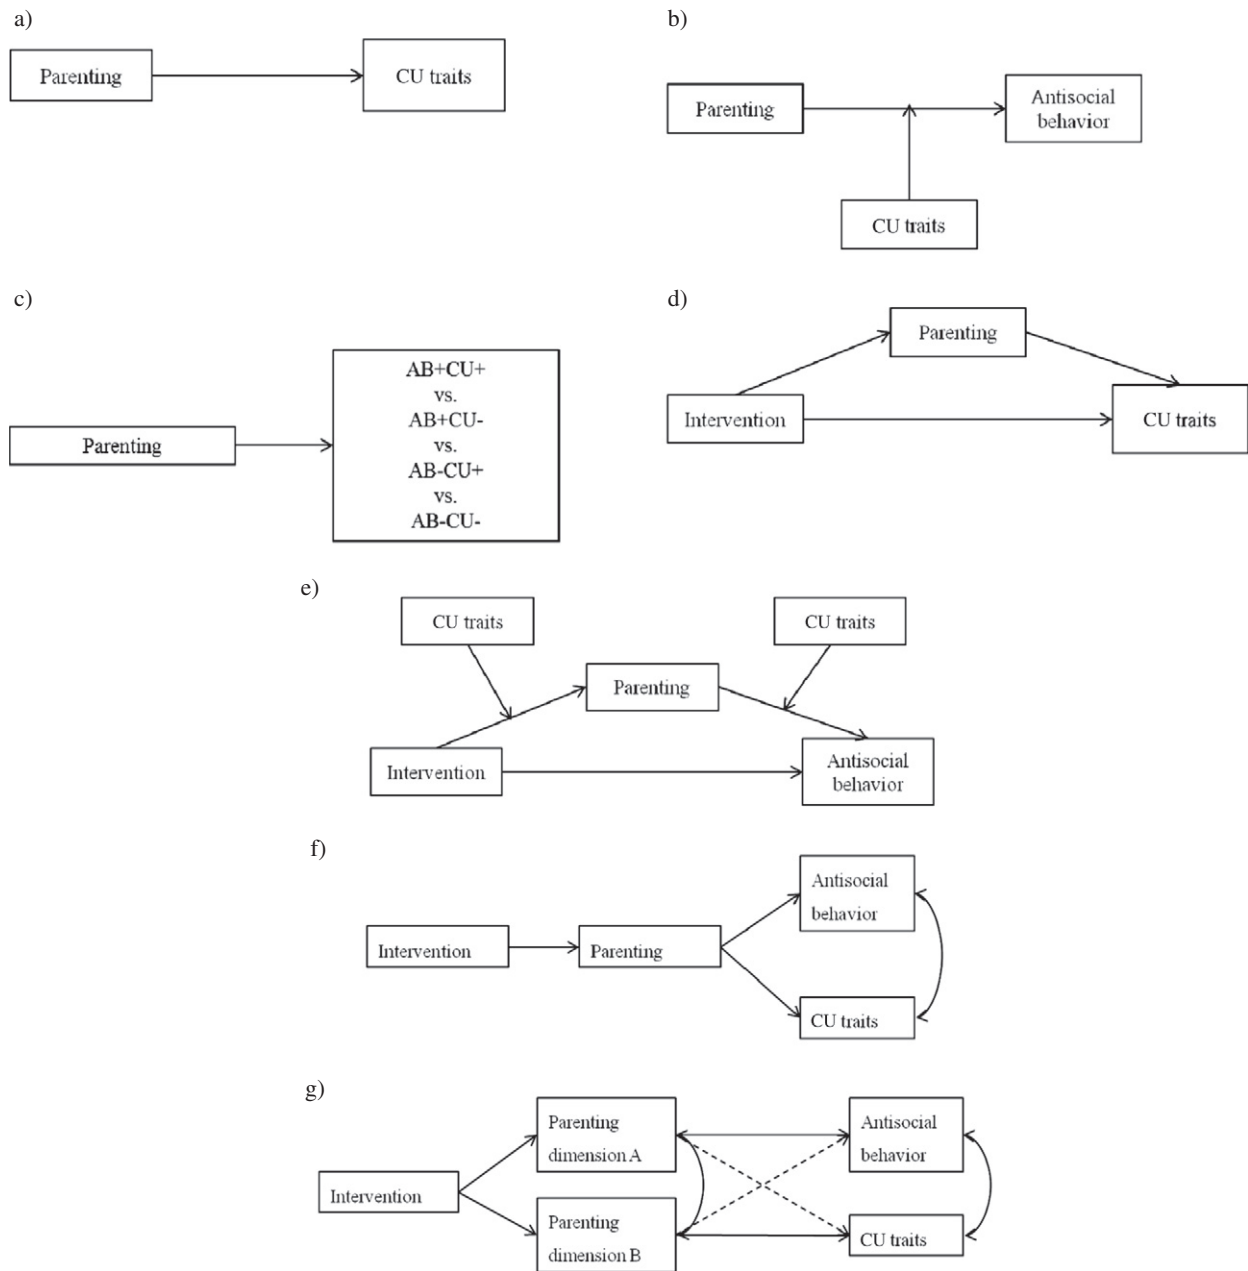 a)
Parenting
CU traits
b)
Parenting
Antisocial
behavior
CU traits
c)
Parenting
AB+CU+
vs.
AB+CU-
vs.
AB-CU+
vs.
AB-CU-
d)
Parenting
Intervention
CU traits
e)
CU traits
CU traits
Parenting
Intervention
Antisocial
behavior
f)
Antisocial
behavior
Intervention
Parenting
CU traits
g)
Parenting
dimension A
Antisocial
behavior
Intervention
Parenting
dimension B
CU traits